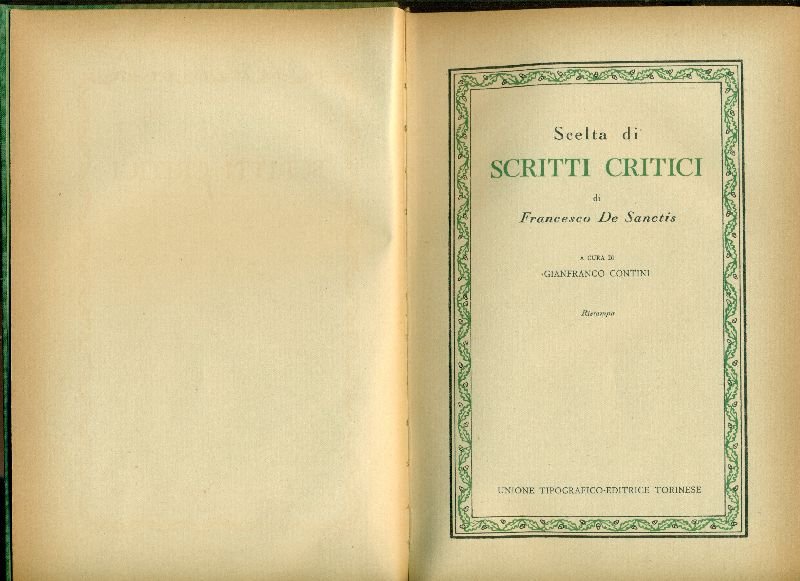 Scelta di
SCRITTI CRITICI
di
Francesco De Sanctis
A CURA DI
GIANFRANCO CONTINI
Ristampa
UNIONE TIPOGRAFICO-EDITRICE TORINESE